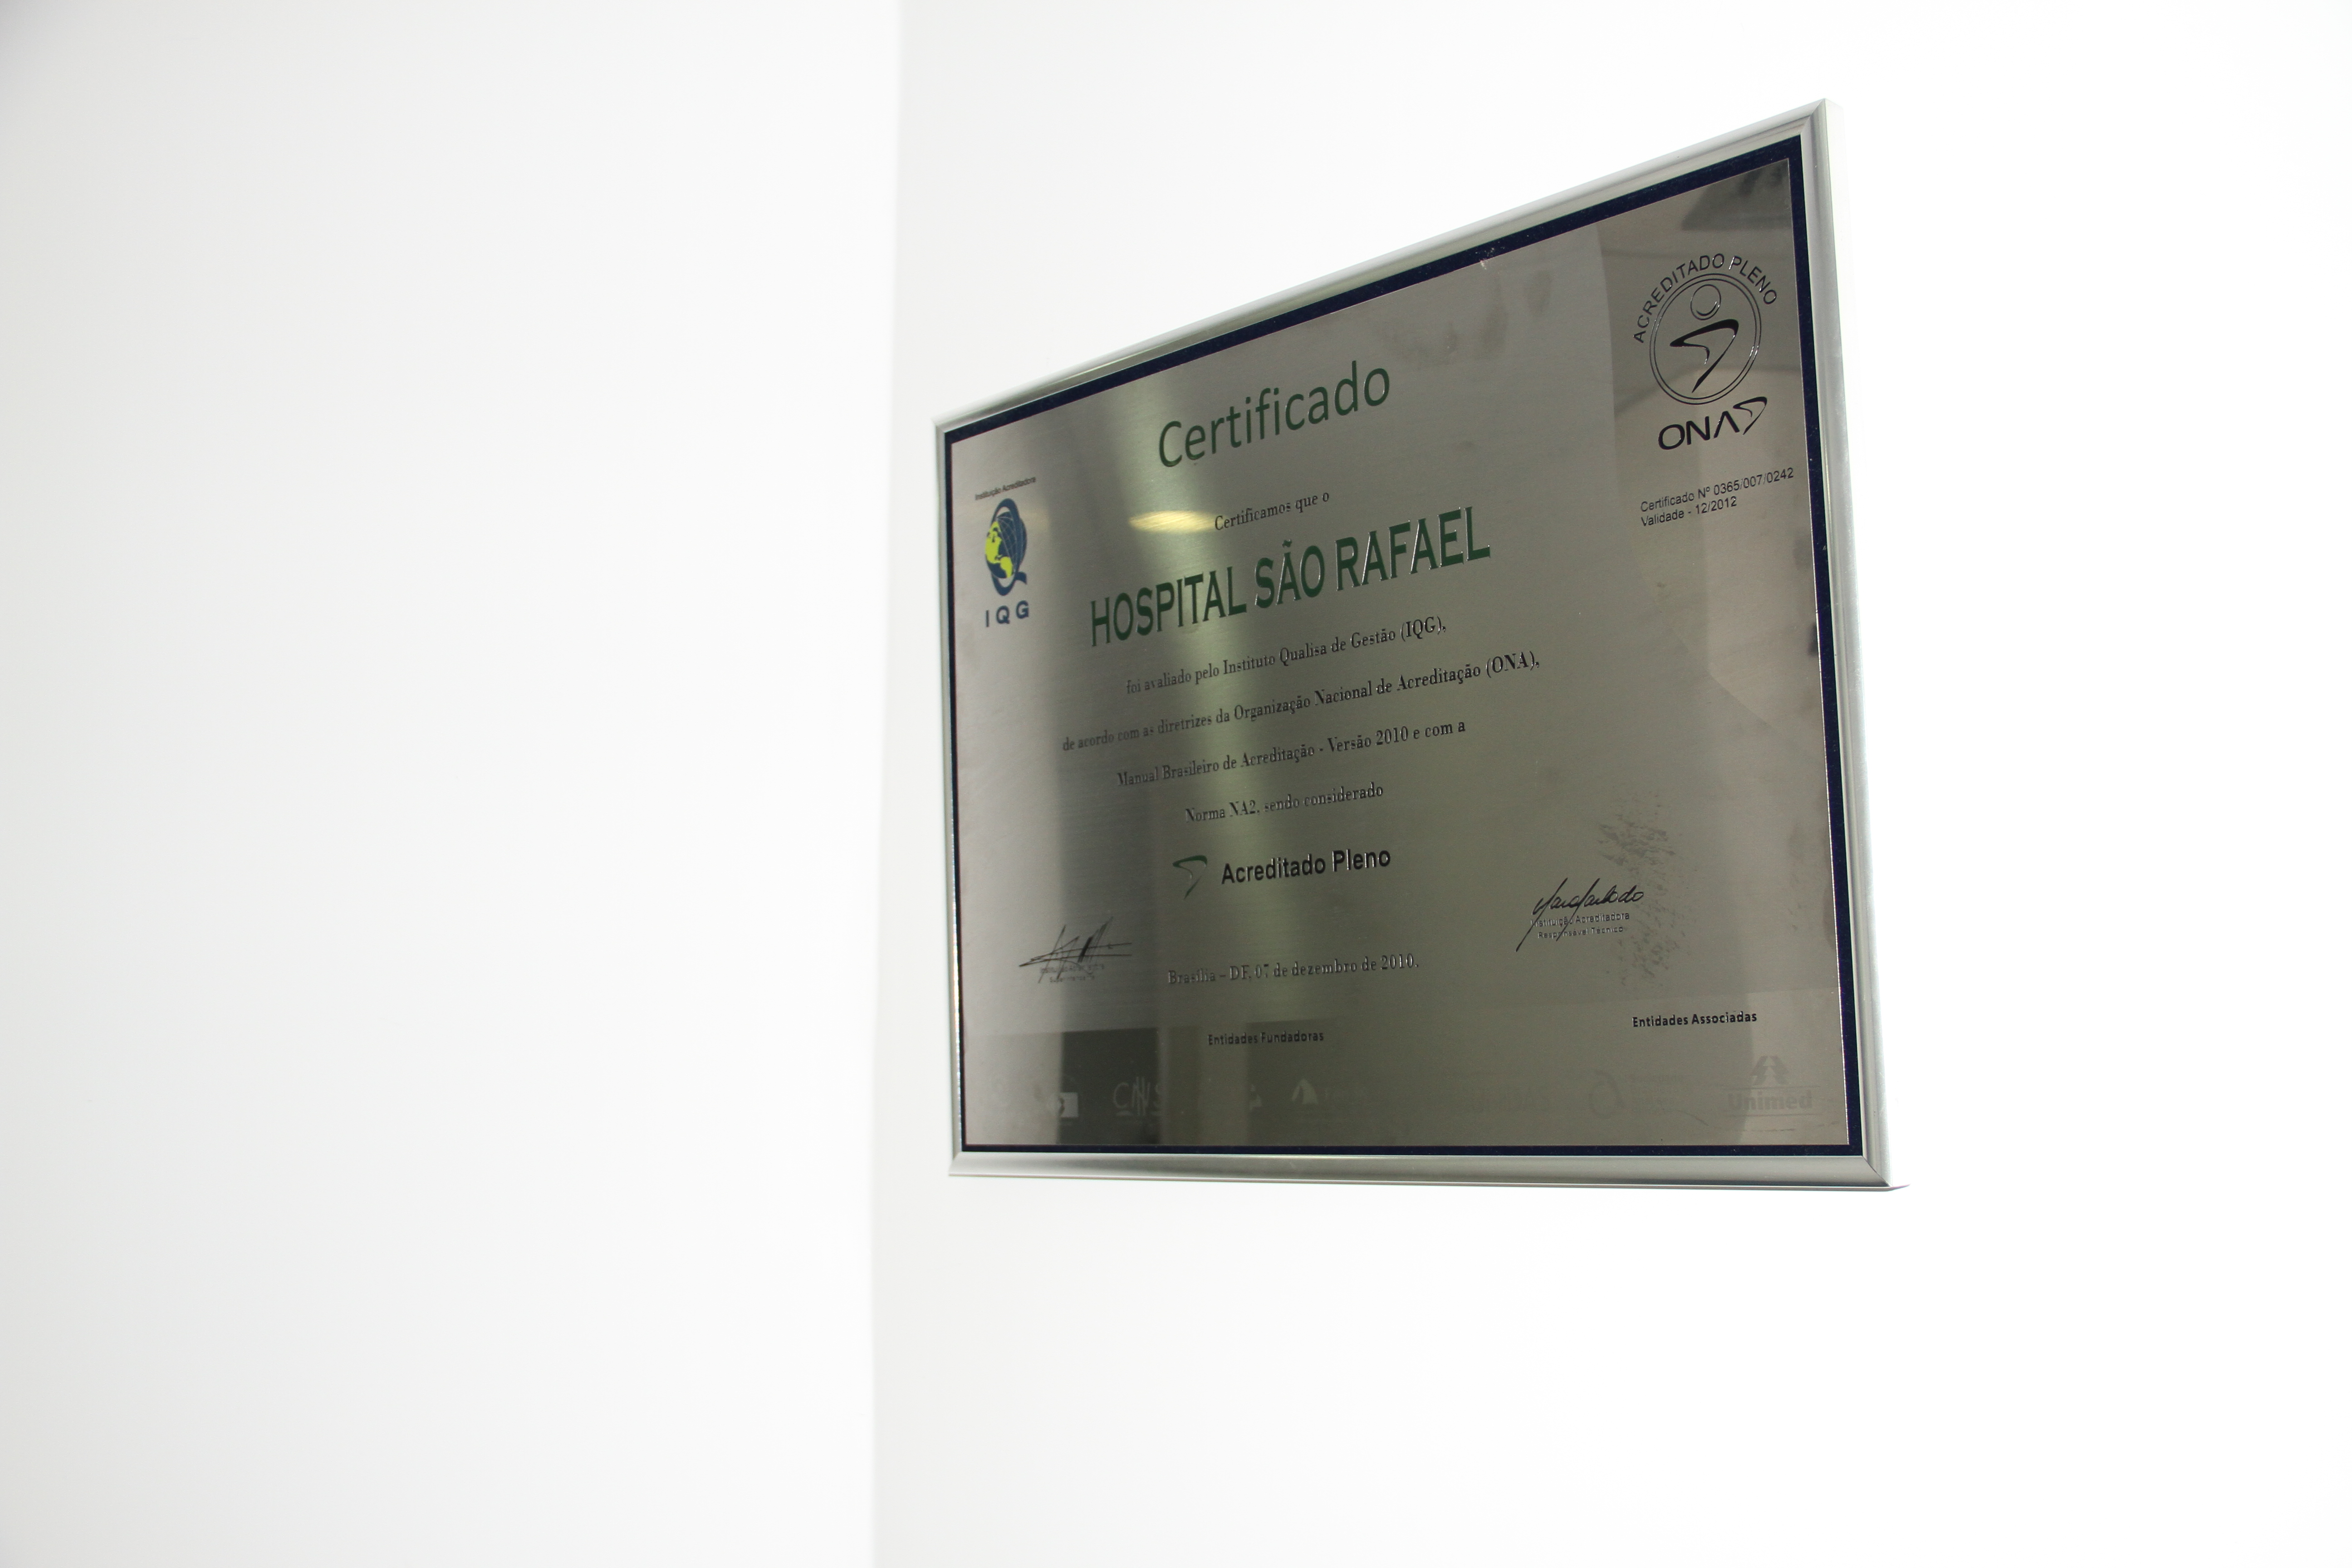 Certificado
Instituição Acreditadora
IQG
ACREDITADO PLENO
ONA
Certificado Nº 0365/007/0242
Validade - 12/2012
Certificamos que o
HOSPITAL SÃO RAFAEL
foi avaliado pelo Instituto Qualisa de Gestão (IQG),
de acordo com as diretrizes da Organização Nacional de Acreditação (ONA),
Manual Brasileiro de Acreditação - Versão 2010 e com a
Norma NA2, sendo considerado
Acreditado Pleno
Instituição Acreditadora
Responsável Técnico
Brasília - DF, 07 de dezembro de 2010.
Entidades Fundadoras
Entidades Associadas
Unimed